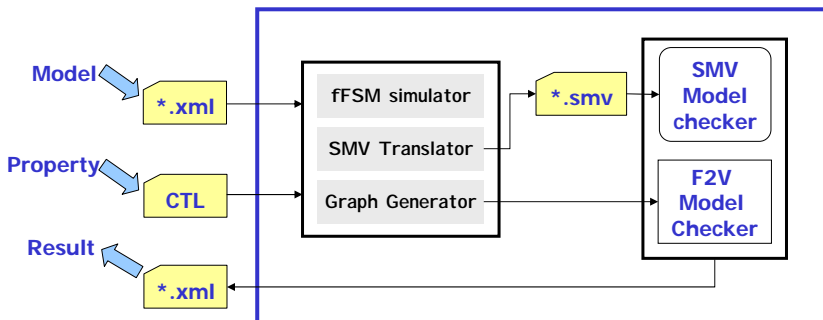 Model
*.xml
Property
CTL
Result
*.xml
fFSM simulator
SMV Translator
Graph Generator
*.smv
SMV
Model
checker
F2V
Model
Checker